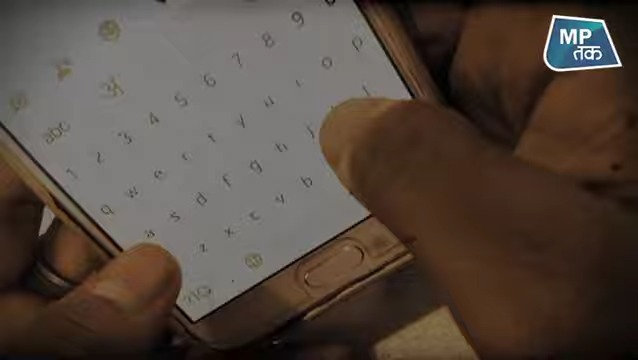 MP
तक
abc
1 2 3 4 5 6 7 8 9
q w e r t y u i o p
a s d f g h j
z x c v b